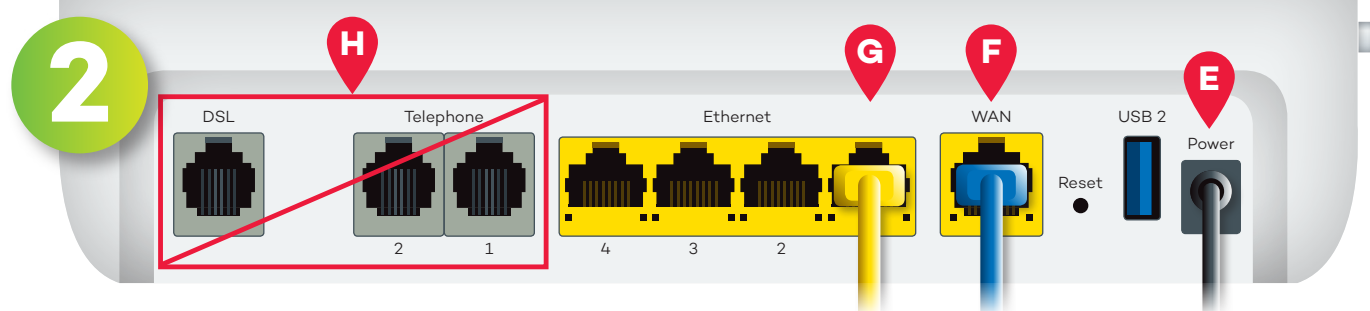 2
H
G
F
E
DSL
Telephone
Ethernet
WAN
USB 2
Power
Reset
2
1
4
3
2